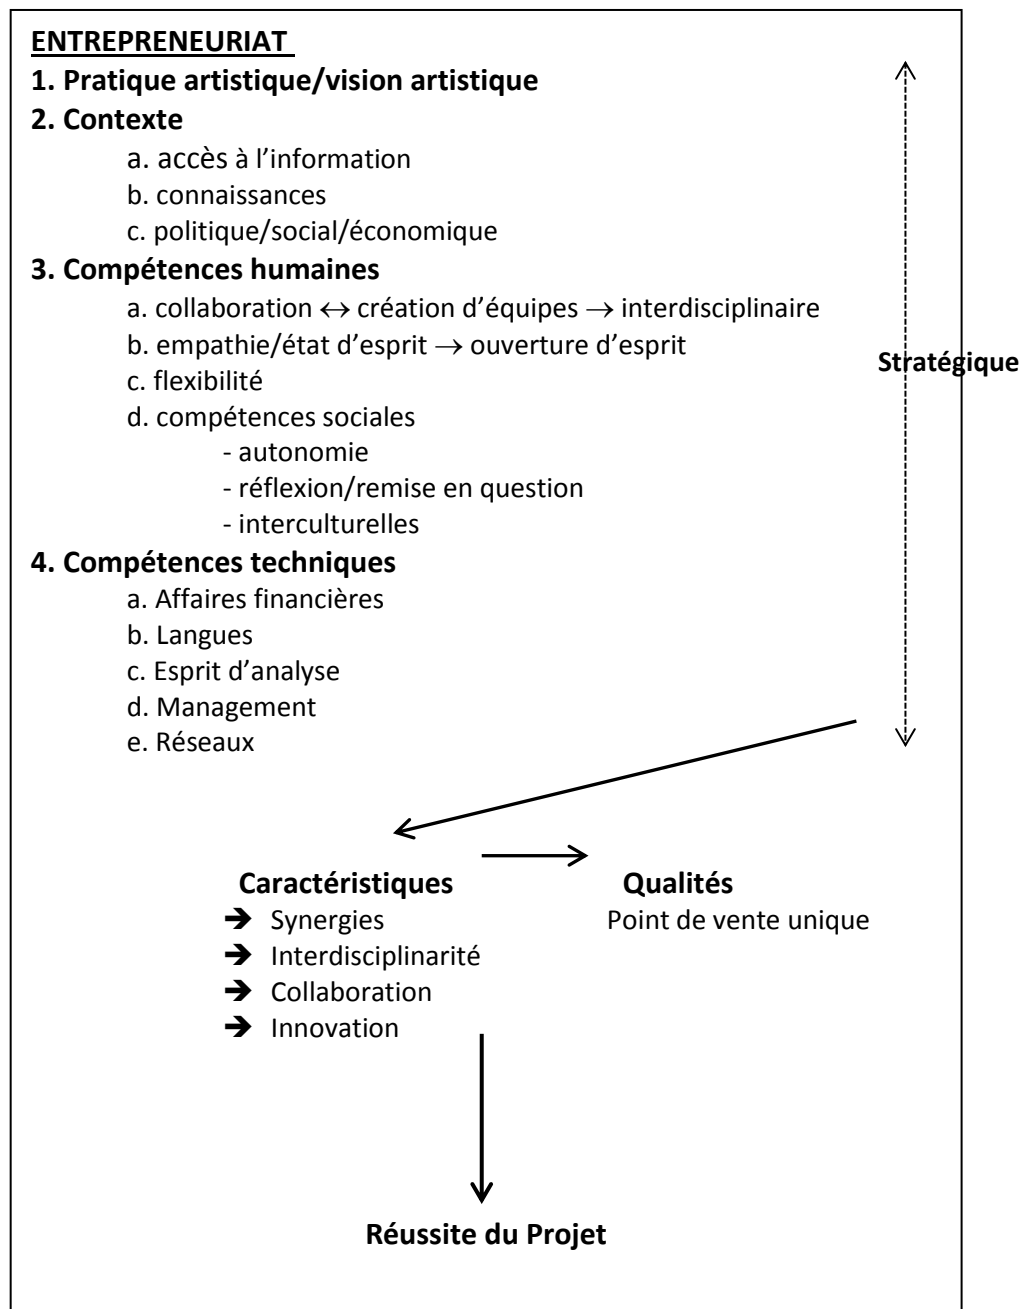 ENTREPRENEURIAT
1. Pratique artistique/vision artistique
2. Contexte
a. accès à l’information
b. connaissances
c. politique/social/économique
3. Compétences humaines
a. collaboration ↔ création d’équipes → interdisciplinaire
b. empathie/état d’esprit → ouverture d’esprit
Stratégique
c. flexibilité
d. compétences sociales
- autonomie
- réflexion/remise en question
- interculturelles
4. Compétences techniques
a. Affaires financières
b. Langues
c. Esprit d’analyse
d. Management
e. Réseaux
Caractéristiques Qualités
➔ Synergies Point de vente unique
➔ Interdisciplinarité
➔ Collaboration
➔ Innovation
Réussite du Projet